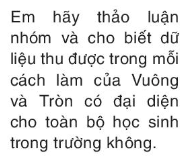 Em hãy thảo luận
nhóm và cho biết dữ
liệu thu được trong mỗi
cách làm của Vuông
và Tròn có đại diện
cho toàn bộ học sinh
trong trường không.